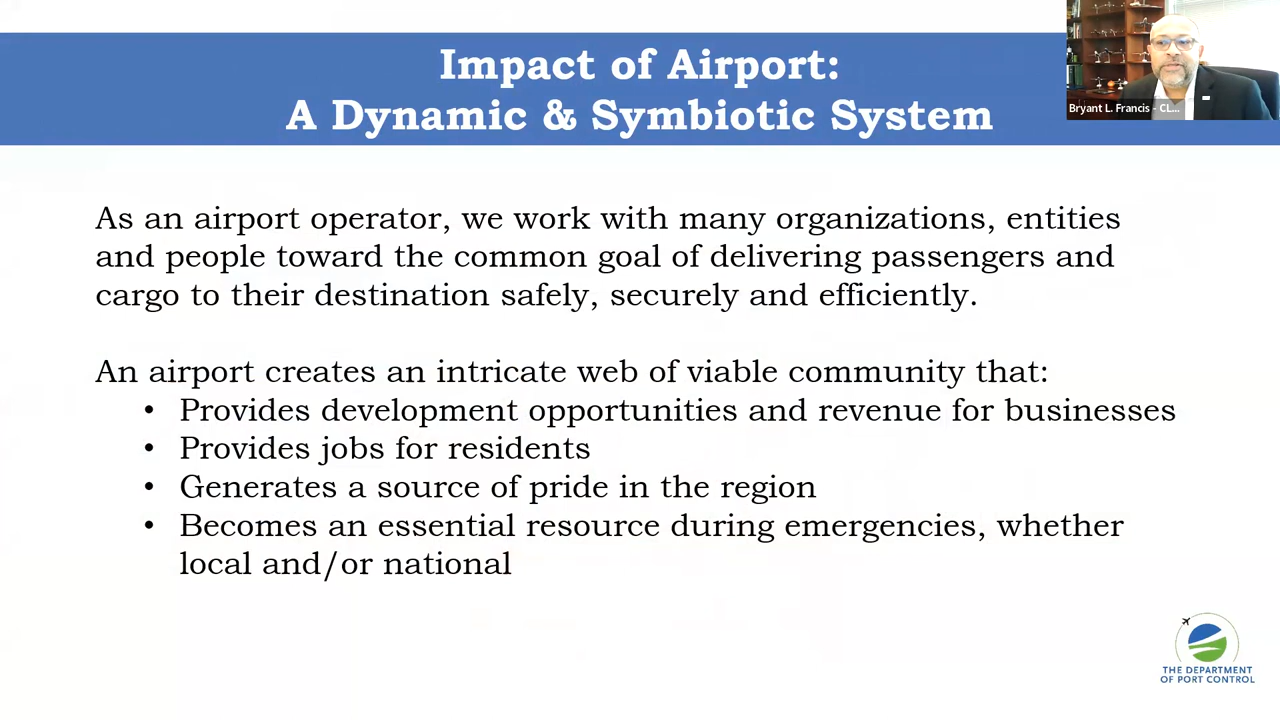 Impact of Airport:
A Dynamic & Symbiotic System
Bryant L. Francis - CL...
As an airport operator, we work with many organizations, entities
and people toward the common goal of delivering passengers and
cargo to their destination safely, securely and efficiently.
An airport creates an intricate web of viable community that:
• Provides development opportunities and revenue for businesses
• Provides jobs for residents
• Generates a source of pride in the region
• Becomes an essential resource during emergencies, whether
local and/or national
THE DEPARTMENT
OF PORT CONTROL